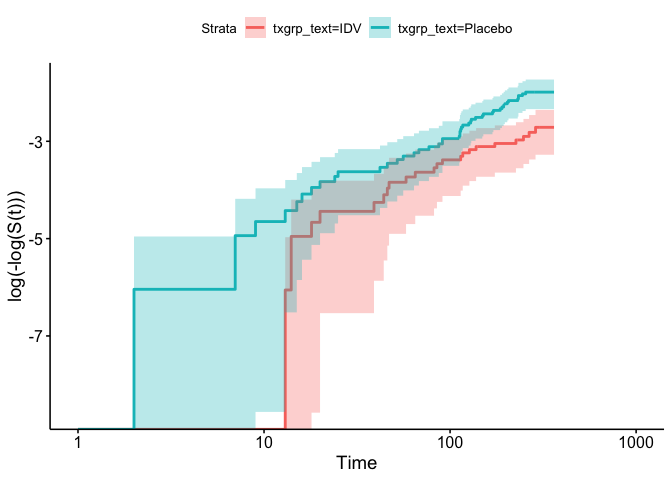 Strata txgrp_text=IDV txgrp_text=Placebo
log(-log(S(t)))
-3
-5
-7
1 10 100 1000
Time